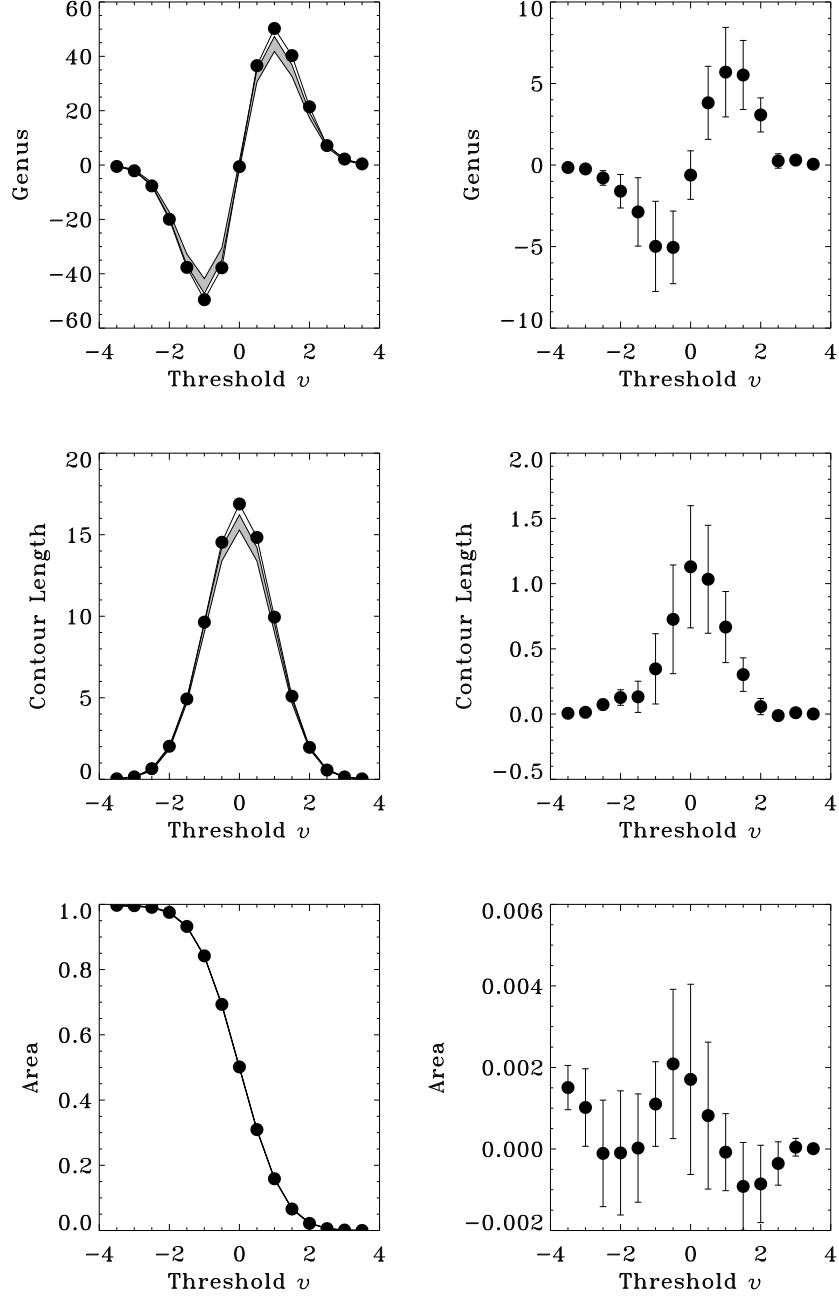 60
40
20
0
−20
−40
−60
Genus
−4 −2 0 2 4
Threshold ν
10
5
0
−5
−10
Genus
−4 −2 0 2 4
Threshold ν
20
15
10
5
0
Contour Length
−4 −2 0 2 4
Threshold ν
2.0
1.5
1.0
0.5
0.0
−0.5
Contour Length
−4 −2 0 2 4
Threshold ν
1.0
0.8
0.6
0.4
0.2
0.0
Area
−4 −2 0 2 4
Threshold ν
0.006
0.004
0.002
0.000
−0.002
Area
−4 −2 0 2 4
Threshold ν